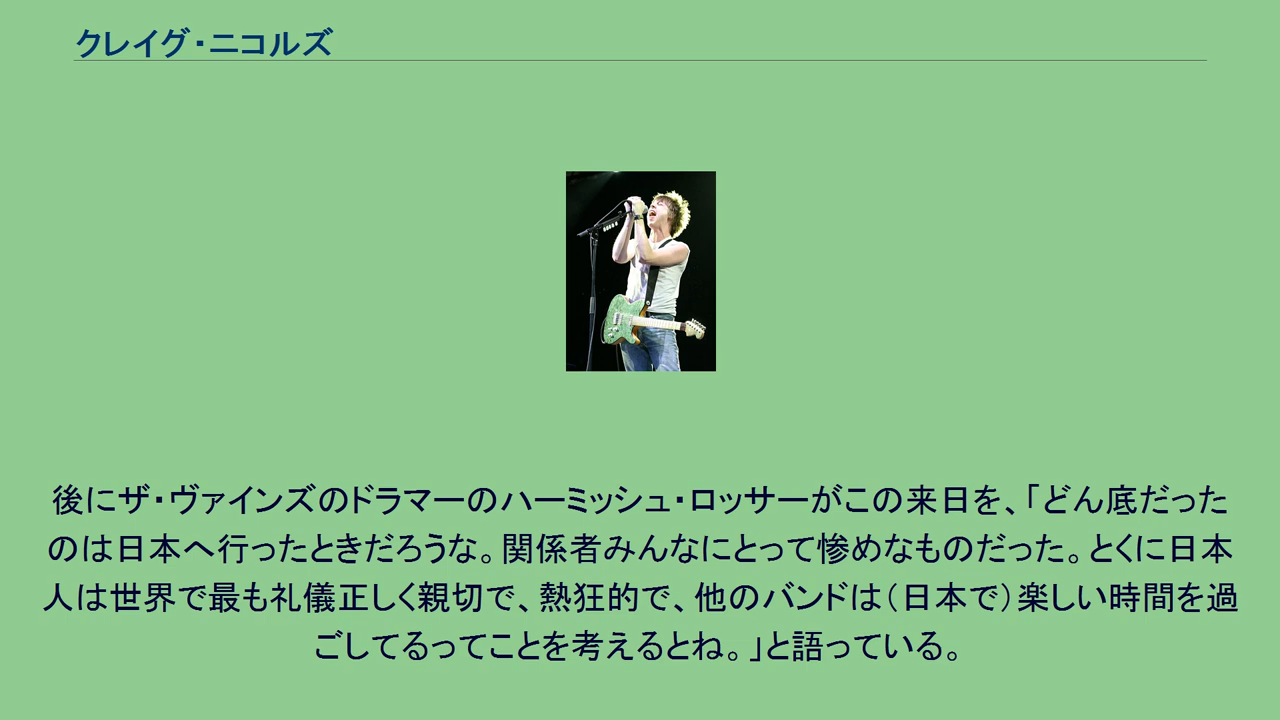 クレイグ・ニコルズ
後にザ・ヴァインズのドラマーのハーミッシュ・ロッサーがこの来日を、「どん底だった
のは日本へ行ったときだろうな。関係者みんなにとって惨めなものだった。とくに日本
人は世界で最も礼儀正しく親切で、熱狂的で、他のバンドは（日本で）楽しい時間を過
ごしてるってことを考えるとね。」と語っている。